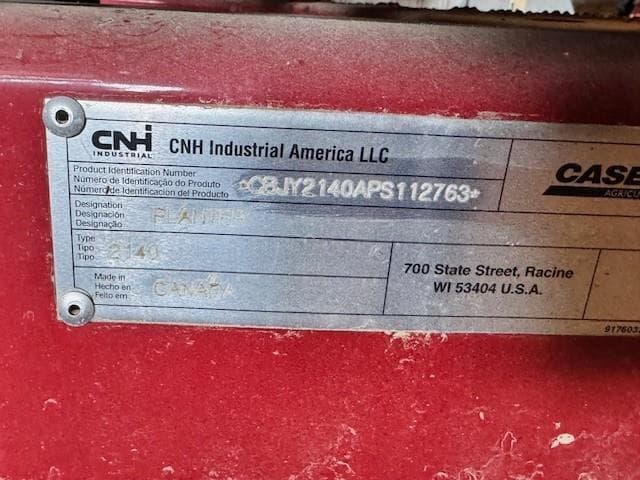 CNH
INDUSTRIAL
CNH Industrial America LLC
Product Identification Number
Número de Identificação do Produto
Número de Identificación del Producto
*CBJY2140APS112763*
CASE
AGRICU
Designation
Designación
Designação
PLANTER
Type
Tipo
Tipo
2140
Made in
Hecho en
Feito em
CANADA
700 State Street, Racine
WI 53404 U.S.A.
917603